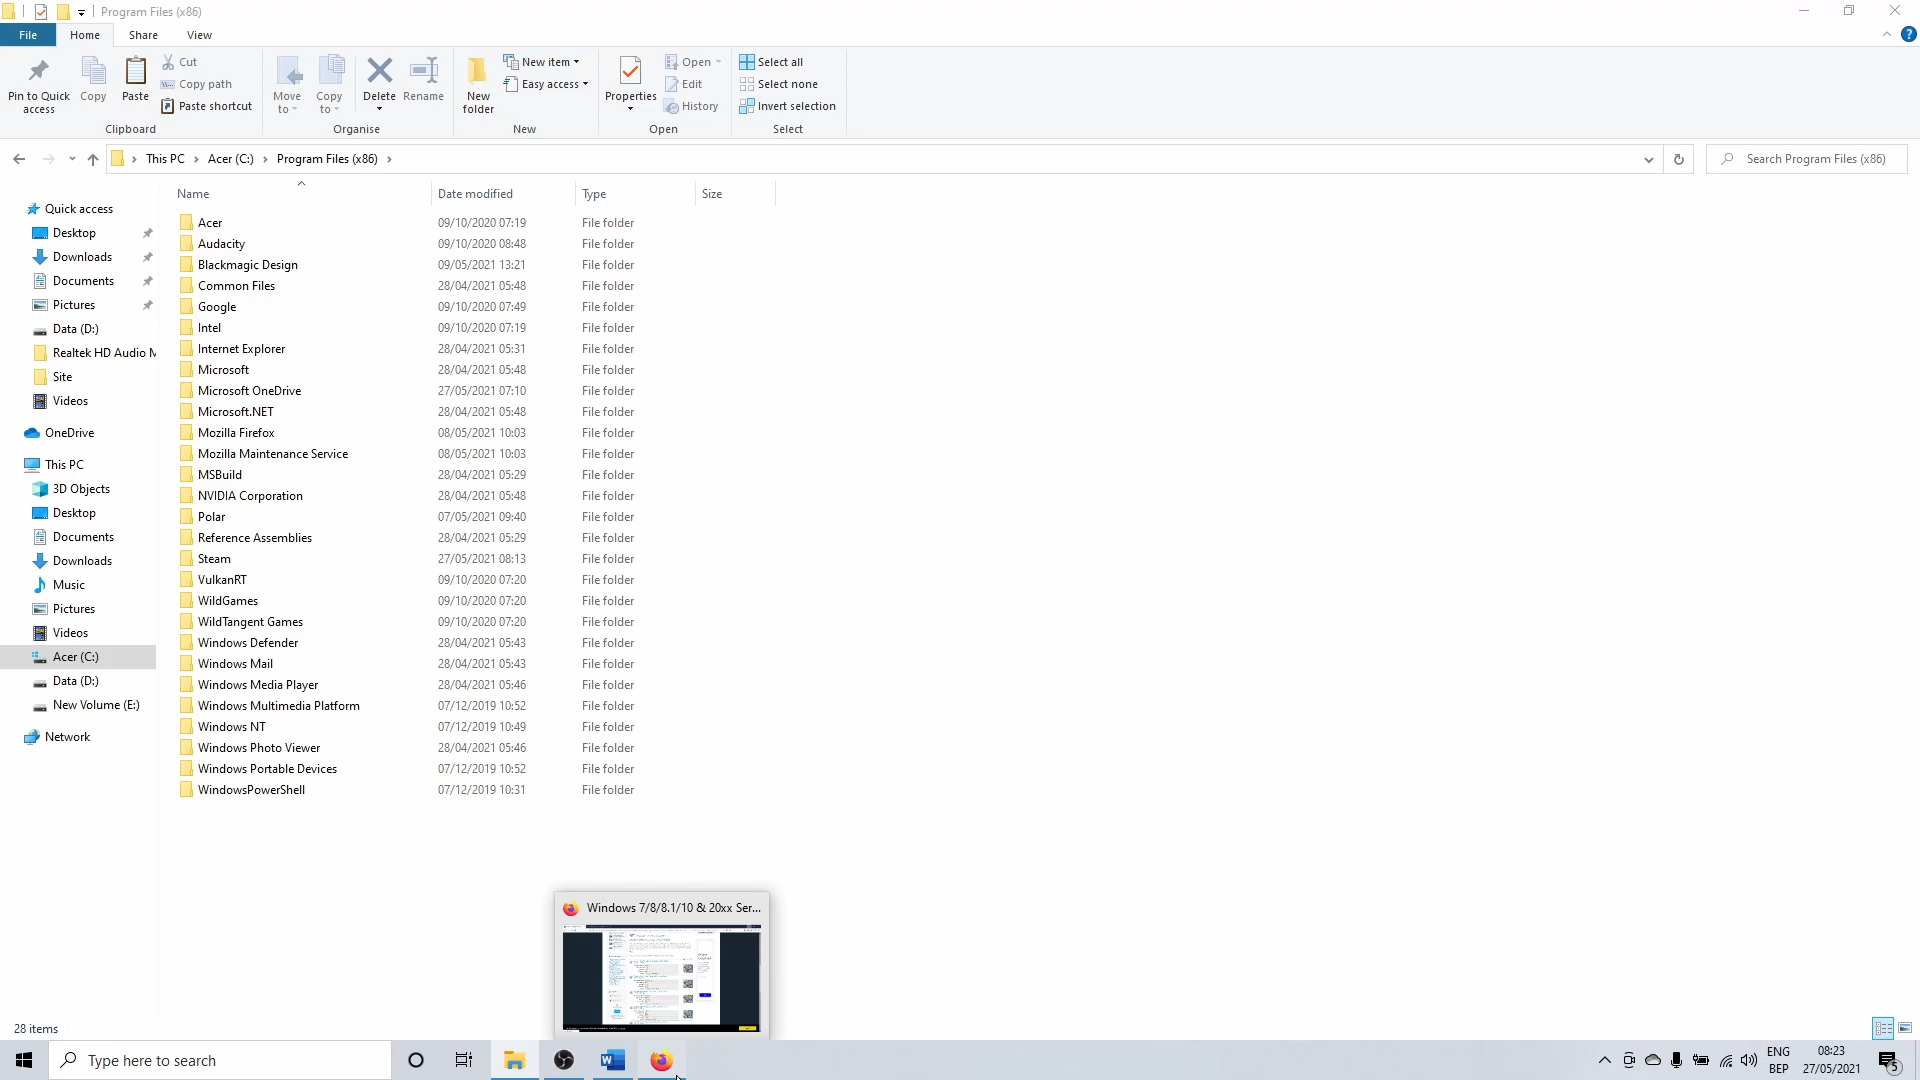 Program Files (x86)
File Home Share View
Pin to Quick access
Copy
Paste
Cut
Copy path
Paste shortcut
Clipboard
Move to
Copy to
Delete
Rename
Organise
New folder
New item
Easy access
New
Properties
Open
Edit
History
Open
Select all
Select none
Invert selection
Select
This PC Acer (C:) Program Files (x86)
Search Program Files (x86)
Quick access
Desktop
Downloads
Documents
Pictures
Data (D:)
Realtek HD Audio M
Site
Videos
OneDrive
This PC
3D Objects
Desktop
Documents
Downloads
Music
Pictures
Videos
Acer (C:)
Data (D:)
New Volume (E:)
Network
Name Date modified Type Size
Acer 09/10/2020 07:19 File folder
Audacity 09/10/2020 08:48 File folder
Blackmagic Design 09/05/2021 13:21 File folder
Common Files 28/04/2021 05:48 File folder
Google 09/10/2020 07:49 File folder
Intel 09/10/2020 07:19 File folder
Internet Explorer 28/04/2021 05:31 File folder
Microsoft 28/04/2021 05:48 File folder
Microsoft OneDrive 27/05/2021 07:10 File folder
Microsoft.NET 28/04/2021 05:48 File folder
Mozilla Firefox 08/05/2021 10:03 File folder
Mozilla Maintenance Service 08/05/2021 10:03 File folder
MSBuild 28/04/2021 05:29 File folder
NVIDIA Corporation 28/04/2021 05:48 File folder
Polar 07/05/2021 09:40 File folder
Reference Assemblies 28/04/2021 05:29 File folder
Steam 27/05/2021 08:13 File folder
VulkanRT 09/10/2020 07:20 File folder
WildGames 09/10/2020 07:20 File folder
WildTangent Games 09/10/2020 07:20 File folder
Windows Defender 28/04/2021 05:43 File folder
Windows Mail 28/04/2021 05:43 File folder
Windows Media Player 28/04/2021 05:46 File folder
Windows Multimedia Platform 07/12/2019 10:52 File folder
Windows NT 07/12/2019 10:49 File folder
Windows Photo Viewer 28/04/2021 05:46 File folder
Windows Portable Devices 07/12/2019 10:52 File folder
WindowsPowerShell 07/12/2019 10:31 File folder
Windows 7/8/8.1/10 & 20xx Ser...
28 items
Type here to search
ENG
BEP
08:23
27/05/2021
5